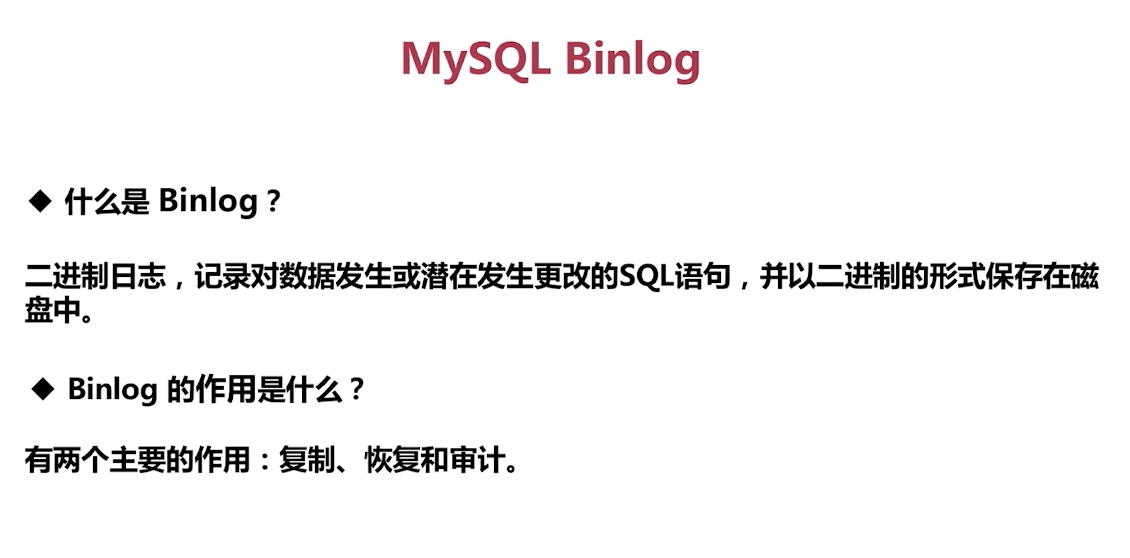 MySQL Binlog
◆ 什么是 Binlog？
二进制日志，记录对数据发生或潜在发生更改的SQL语句，并以二进制的形式保存在磁
盘中。
◆ Binlog 的作用是什么？
有两个主要的作用：复制、恢复和审计。